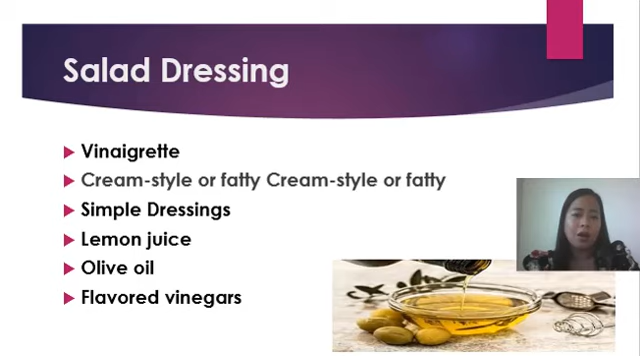 Salad Dressing
Vinaigrette
Cream-style or fatty Cream-style or fatty
Simple Dressings
Lemon juice
Olive oil
Flavored vinegars